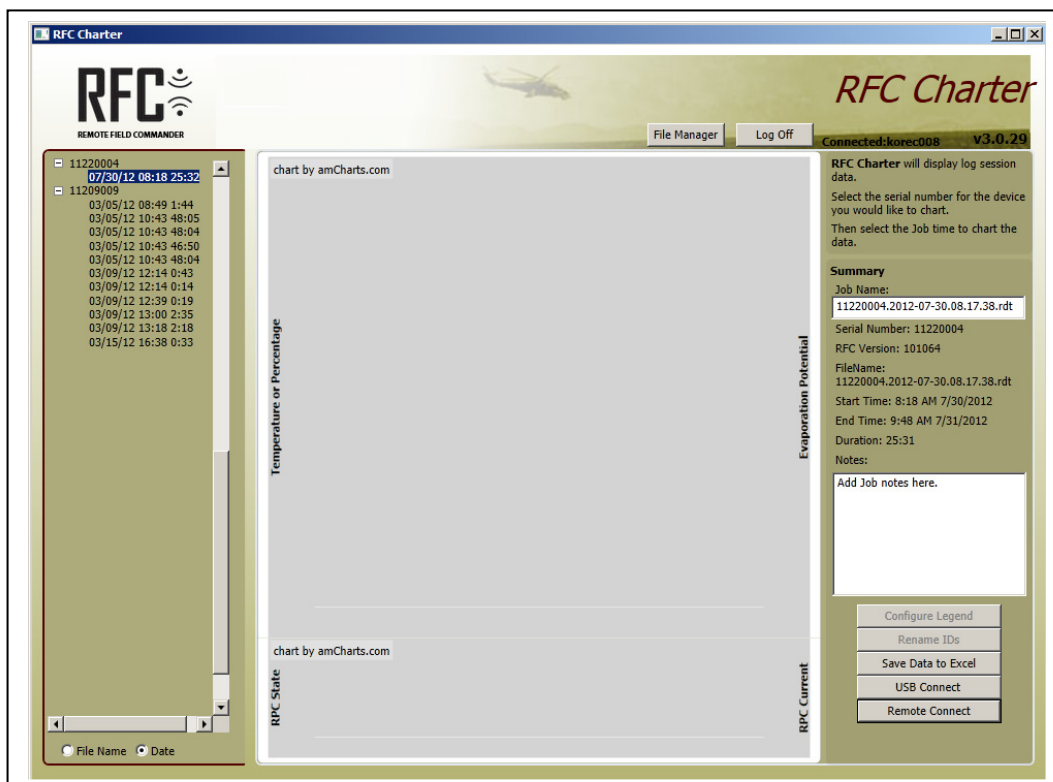 RFC Charter
RFC
REMOTE FIELD COMMANDER
RFC Charter
File Manager
Log Off
Connected:korec008
v3.0.29
11220004
07/30/12 08:18 25:32
11209009
03/05/12 08:49 1:44
03/05/12 10:43 48:05
03/05/12 10:43 48:04
03/05/12 10:43 46:50
03/05/12 10:43 48:04
03/09/12 12:14 0:43
03/09/12 12:14 0:14
03/09/12 12:39 0:19
03/09/12 13:00 2:35
03/09/12 13:18 2:18
03/15/12 16:38 0:33
File Name
Date
chart by amCharts.com
Temperature or Percentage
Evaporation Potential
chart by amCharts.com
RPC State
RPC Current
RFC Charter will display log session
data.
Select the serial number for the device
you would like to chart.
Then select the Job time to chart the
data.
Summary
Job Name:
11220004.2012-07-30.08.17.38.rdt
Serial Number: 11220004
RFC Version: 101064
FileName:
11220004.2012-07-30.08.17.38.rdt
Start Time: 8:18 AM 7/30/2012
End Time: 9:48 AM 7/31/2012
Duration: 25:31
Notes:
Add Job notes here.
Configure Legend
Rename IDs
Save Data to Excel
USB Connect
Remote Connect